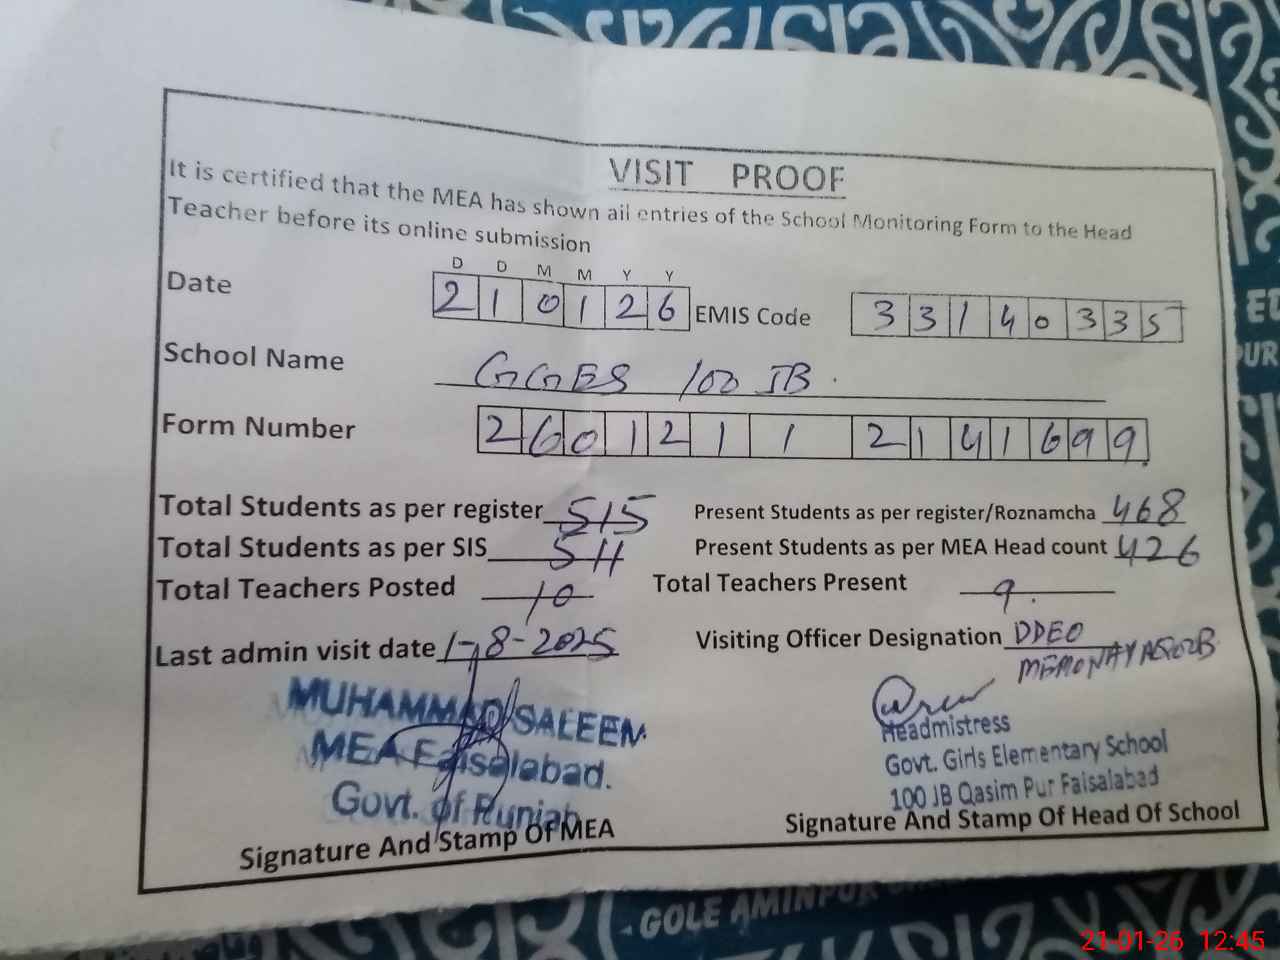 VISIT PROOF
It is certified that the MEA has shown all entries of the School Monitoring Form to the Head
Teacher before its online submission
D D M M Y Y
Date 2 1 0 1 2 6 EMIS Code 3 3 1 4 0 3 3 5
School Name GGES 100 JB
Form Number 2 6 0 1 2 1 1 2 1 4 1 6 9 9
Total Students as per register 515 Present Students as per register/Roznamcha 468
Total Students as per SIS 511 Present Students as per MEA Head count 426
Total Teachers Posted 10 Total Teachers Present 9
Last admin visit date 1-8-2025 Visiting Officer Designation DDEO
MUHAMMAD SALEEM
MEA Faisalabad.
Govt. of Punjab
Signature And Stamp Of MEA
Headmistress
Govt. Girls Elementary School
100 JB Qasim Pur Faisalabad
Signature And Stamp Of Head Of School
GOLE AMINPUR
21-01-26 12:45